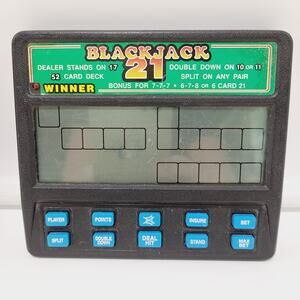 BLACKJACK
21
DEALER STANDS ON 17
DOUBLE DOWN ON 10 OR 11
52 CARD DECK
SPLIT ON ANY PAIR
WINNER
BONUS FOR 7-7-7 • 6-7-8 OR 6 CARD 21
PLAYER
POINTS
INSURE
BET
SPLIT
DOUBLE DOWN
DEAL HIT
STAND
MAX BET